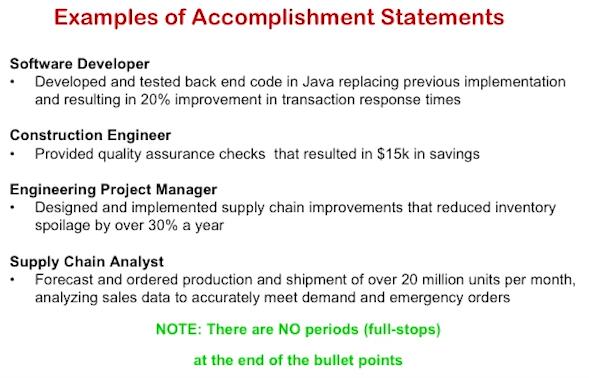 Examples of Accomplishment Statements
Software Developer
• Developed and tested back end code in Java replacing previous implementation
and resulting in 20% improvement in transaction response times
Construction Engineer
• Provided quality assurance checks that resulted in $15k in savings
Engineering Project Manager
• Designed and implemented supply chain improvements that reduced inventory
spoilage by over 30% a year
Supply Chain Analyst
• Forecast and ordered production and shipment of over 20 million units per month,
analyzing sales data to accurately meet demand and emergency orders
NOTE: There are NO periods (full-stops)
at the end of the bullet points